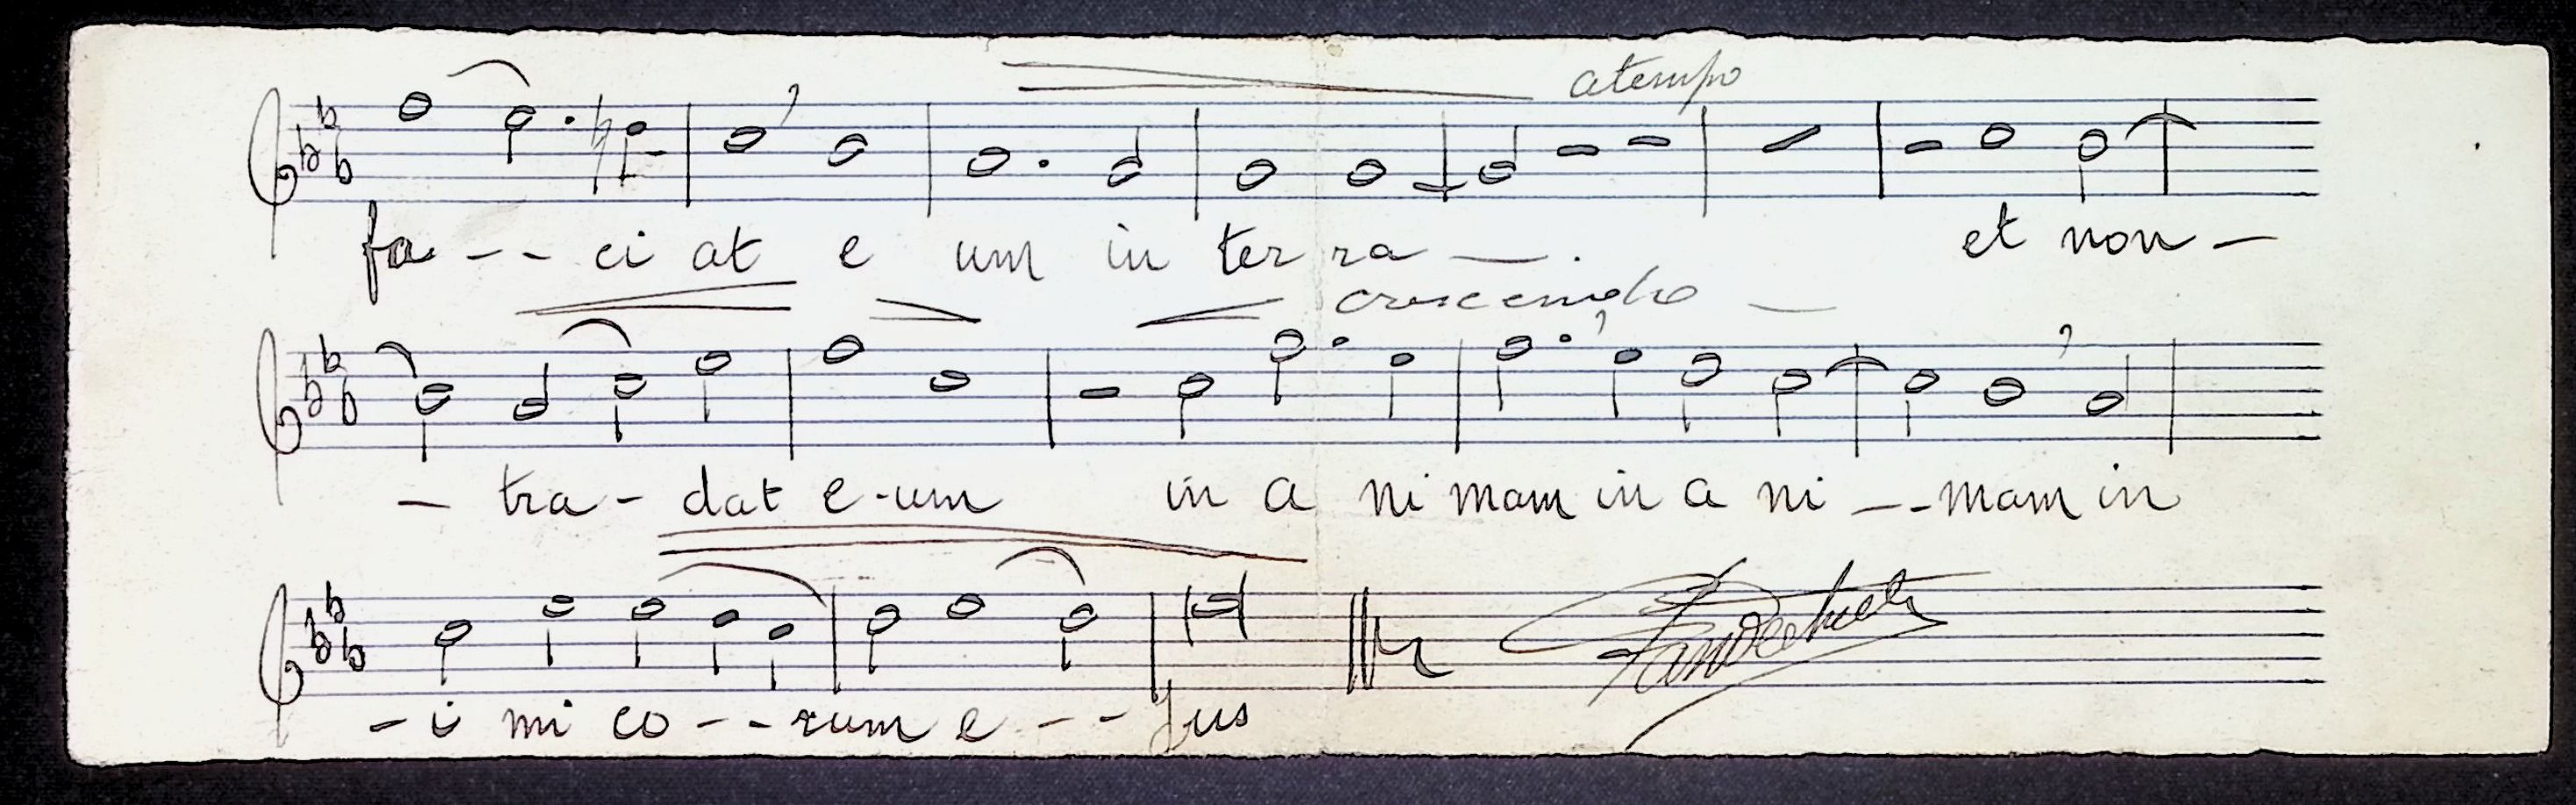 a tempo
fa - - ci at e um in ter ra — . et non —
crescendo —
— tra - dat e - um in a ni mam in a ni - - mam in
- i mi co - - rum e - - jus